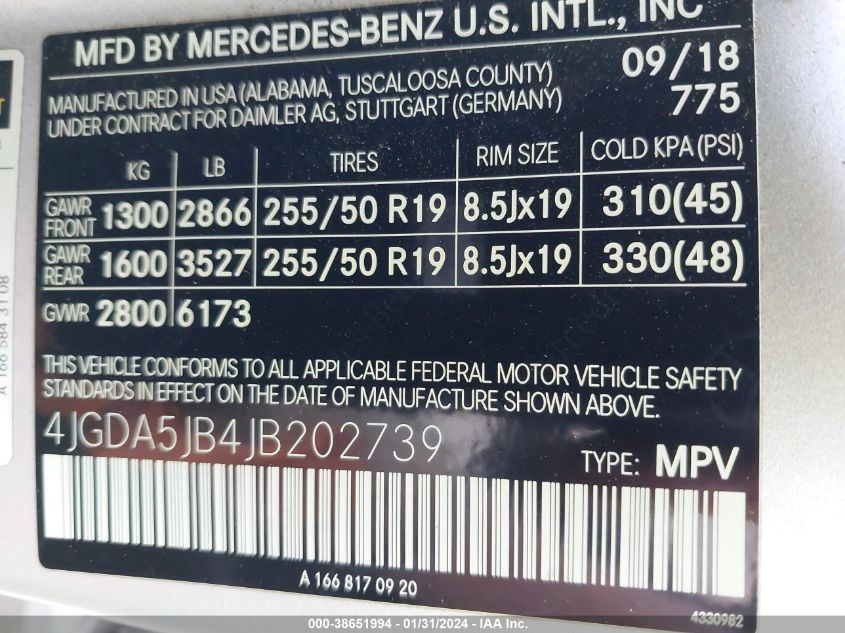 MFD BY MERCEDES-BENZ U.S. INTL., INC
09/18
MANUFACTURED IN USA (ALABAMA, TUSCALOOSA COUNTY)
UNDER CONTRACT FOR DAIMLER AG, STUTTGART (GERMANY)
775
KG LB TIRES RIM SIZE COLD KPA (PSI)
GAWR FRONT 1300 2866 255/50 R19 8.5Jx19 310(45)
GAWR REAR 1600 3527 255/50 R19 8.5Jx19 330(48)
GVWR 2800 6173
THIS VEHICLE CONFORMS TO ALL APPLICABLE FEDERAL MOTOR VEHICLE SAFETY
STANDARDS IN EFFECT ON THE DATE OF MANUFACTURE SHOWN ABOVE.
4JGDA5JB4JB202739
TYPE: MPV
A 166 817 09 20
4330982
A 166 584 31 08
000-38651994 - 01/31/2024 - IAA Inc.